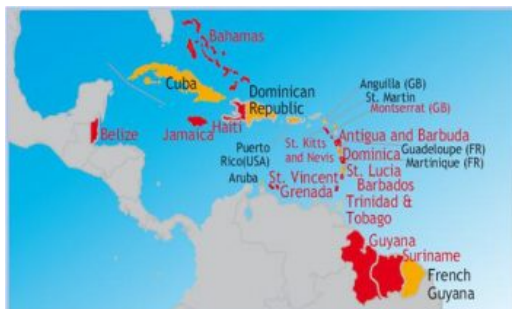 Bahamas
Cuba
Dominican
Republic
Anguilla (GB)
St. Martin
Montserrat (GB)
Belize
Jamaica
Haiti
St. Kitts
and Nevis
Antigua and Barbuda
Puerto
Rico(USA)
Dominica
Guadeloupe (FR)
Martinique (FR)
Aruba
St. Vincent
Grenada
St. Lucia
Barbados
Trinidad &
Tobago
Guyana
Suriname
French
Guyana